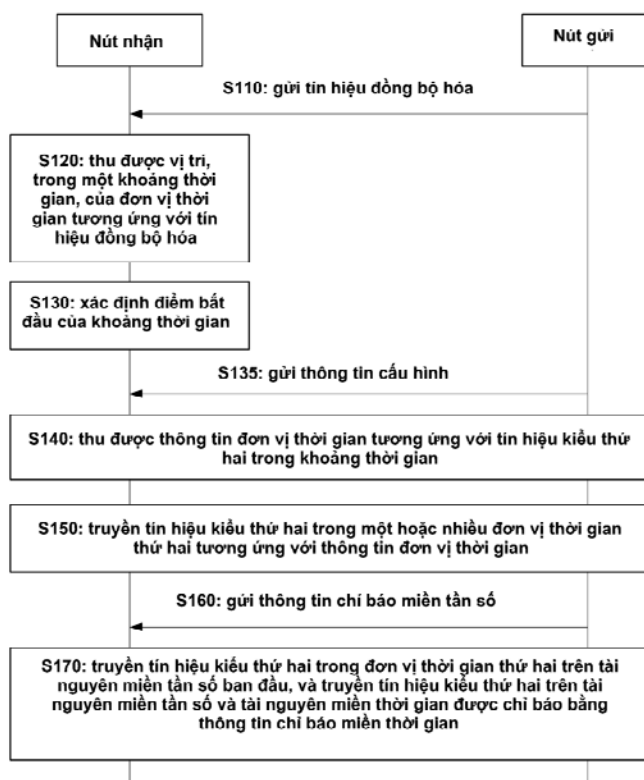 Nút nhận
Nút gửi
S110: gửi tín hiệu đồng bộ hóa
S120: thu được vị trí,
trong một khoảng thời
gian, của đơn vị thời
gian tương ứng với tín
hiệu đồng bộ hóa
S130: xác định điểm bắt
đầu của khoảng thời gian
S135: gửi thông tin cấu hình
S140: thu được thông tin đơn vị thời gian tương ứng với tín hiệu kiểu thứ
hai trong khoảng thời gian
S150: truyền tín hiệu kiểu thứ hai trong một hoặc nhiều đơn vị thời gian
thứ hai tương ứng với thông tin đơn vị thời gian
S160: gửi thông tin chỉ báo miền tần số
S170: truyền tín hiệu kiểu thứ hai trong đơn vị thời gian thứ hai trên tài
nguyên miền tần số ban đầu, và truyền tín hiệu kiểu thứ hai trên tài
nguyên miền tần số và tài nguyên miền thời gian được chỉ báo bằng
thông tin chỉ báo miền thời gian